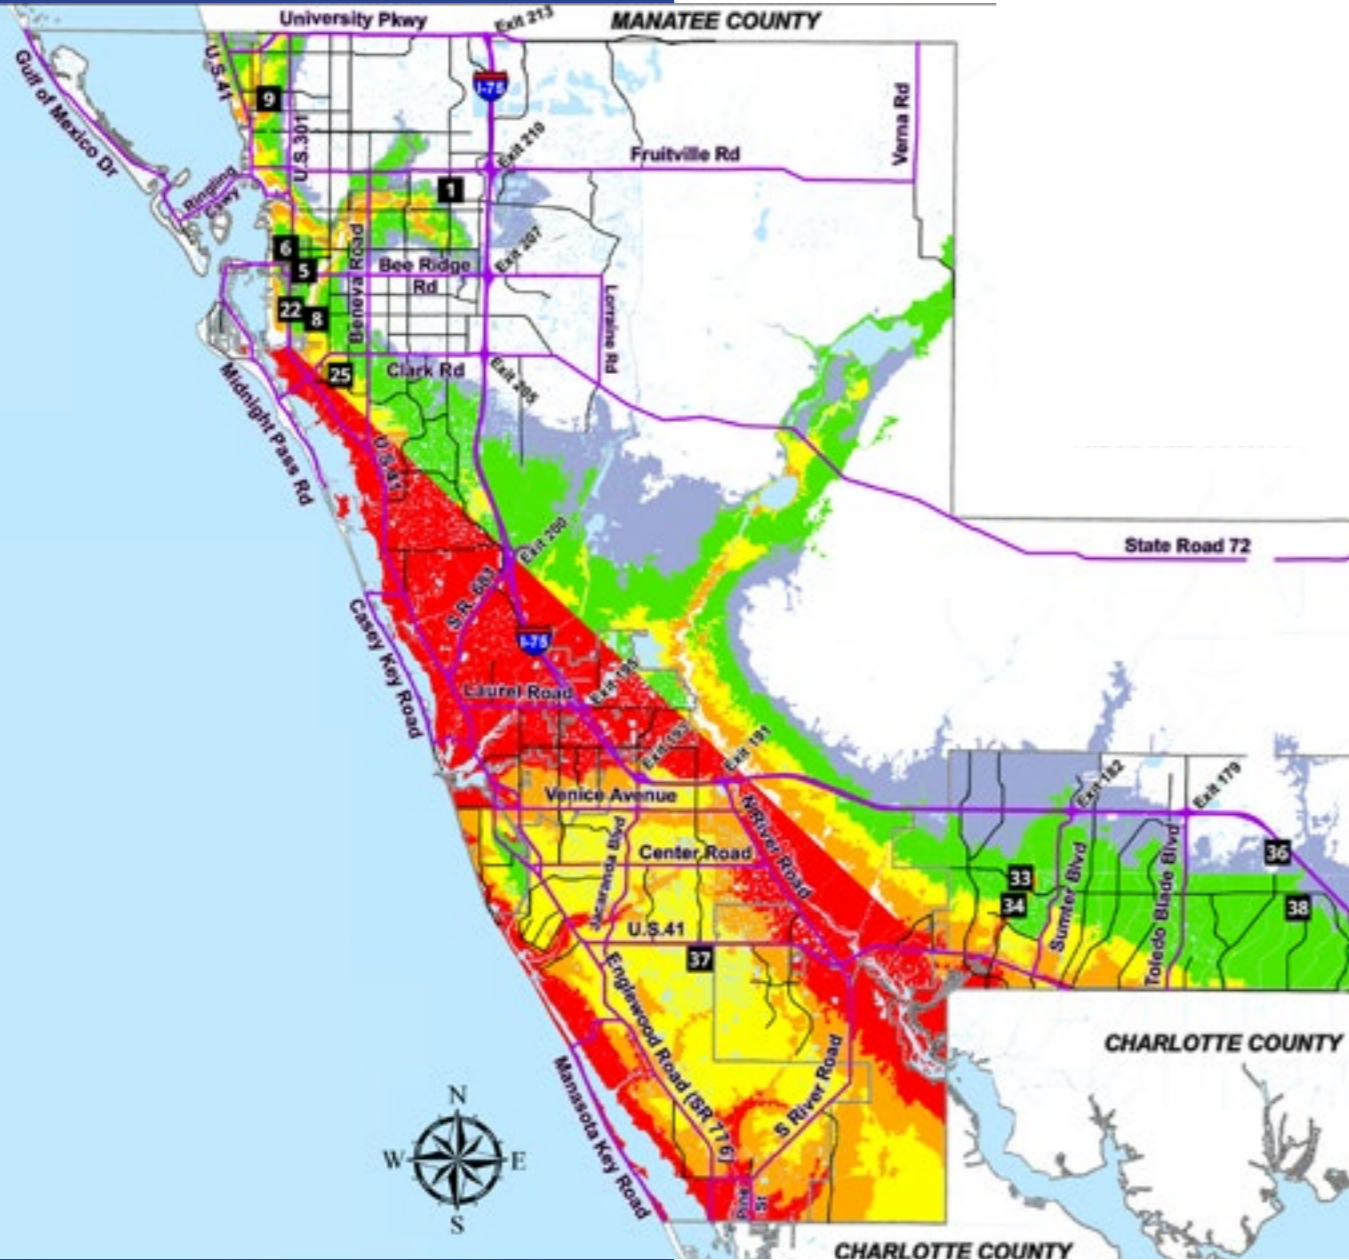 University Pkwy
Exit 213
MANATEE COUNTY
U.S.41
I-75
Verna Rd
Gulf of Mexico Dr
9
U.S.301
Exit 210
Fruitville Rd
Ringling
Cswy
1
6
5
Beneva Road
Bee Ridge
Rd
Exit 207
22
8
Lorraine Rd
25
Clark Rd
Exit 205
Midnight Pass Rd
U.S.41
Exit 200
State Road 72
S.R. 681
I-75
Casey Key Road
Laurel Road
Exit 195
Exit 193
Exit 191
Venice Avenue
N River Road
Exit 182
Exit 179
Jacaranda Blvd
Center Road
Sumter Blvd
Toledo Blade Blvd
36
33
34
38
U.S.41
37
Englewood Road (SR 776)
S River Road
CHARLOTTE COUNTY
Manasota Key Road
N
W
E
S
Pine
St
CHARLOTTE COUNTY